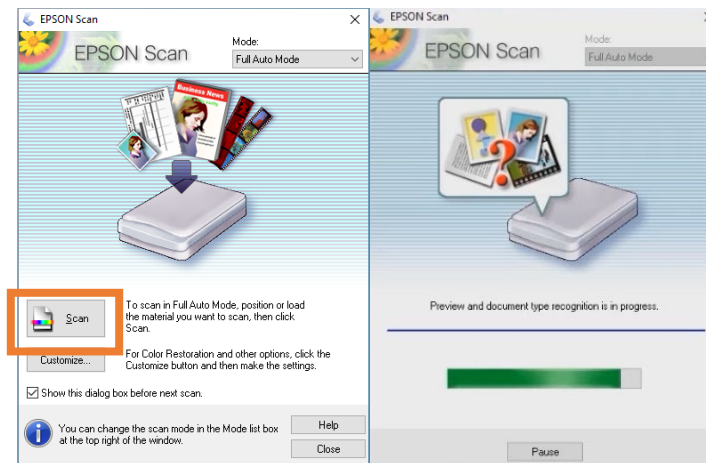 EPSON Scan
EPSON Scan
Mode:
Full Auto Mode
Business News
Scan
To scan in Full Auto Mode, position or load
the material you want to scan, then click
Scan.
Customize...
For Color Restoration and other options, click the
Customize button and then make the settings.
Show this dialog box before next scan.
You can change the scan mode in the Mode list box
at the top right of the window.
Help
Close
EPSON Scan
EPSON Scan
Mode:
Full Auto Mode
Preview and document type recognition is in progress.
Pause